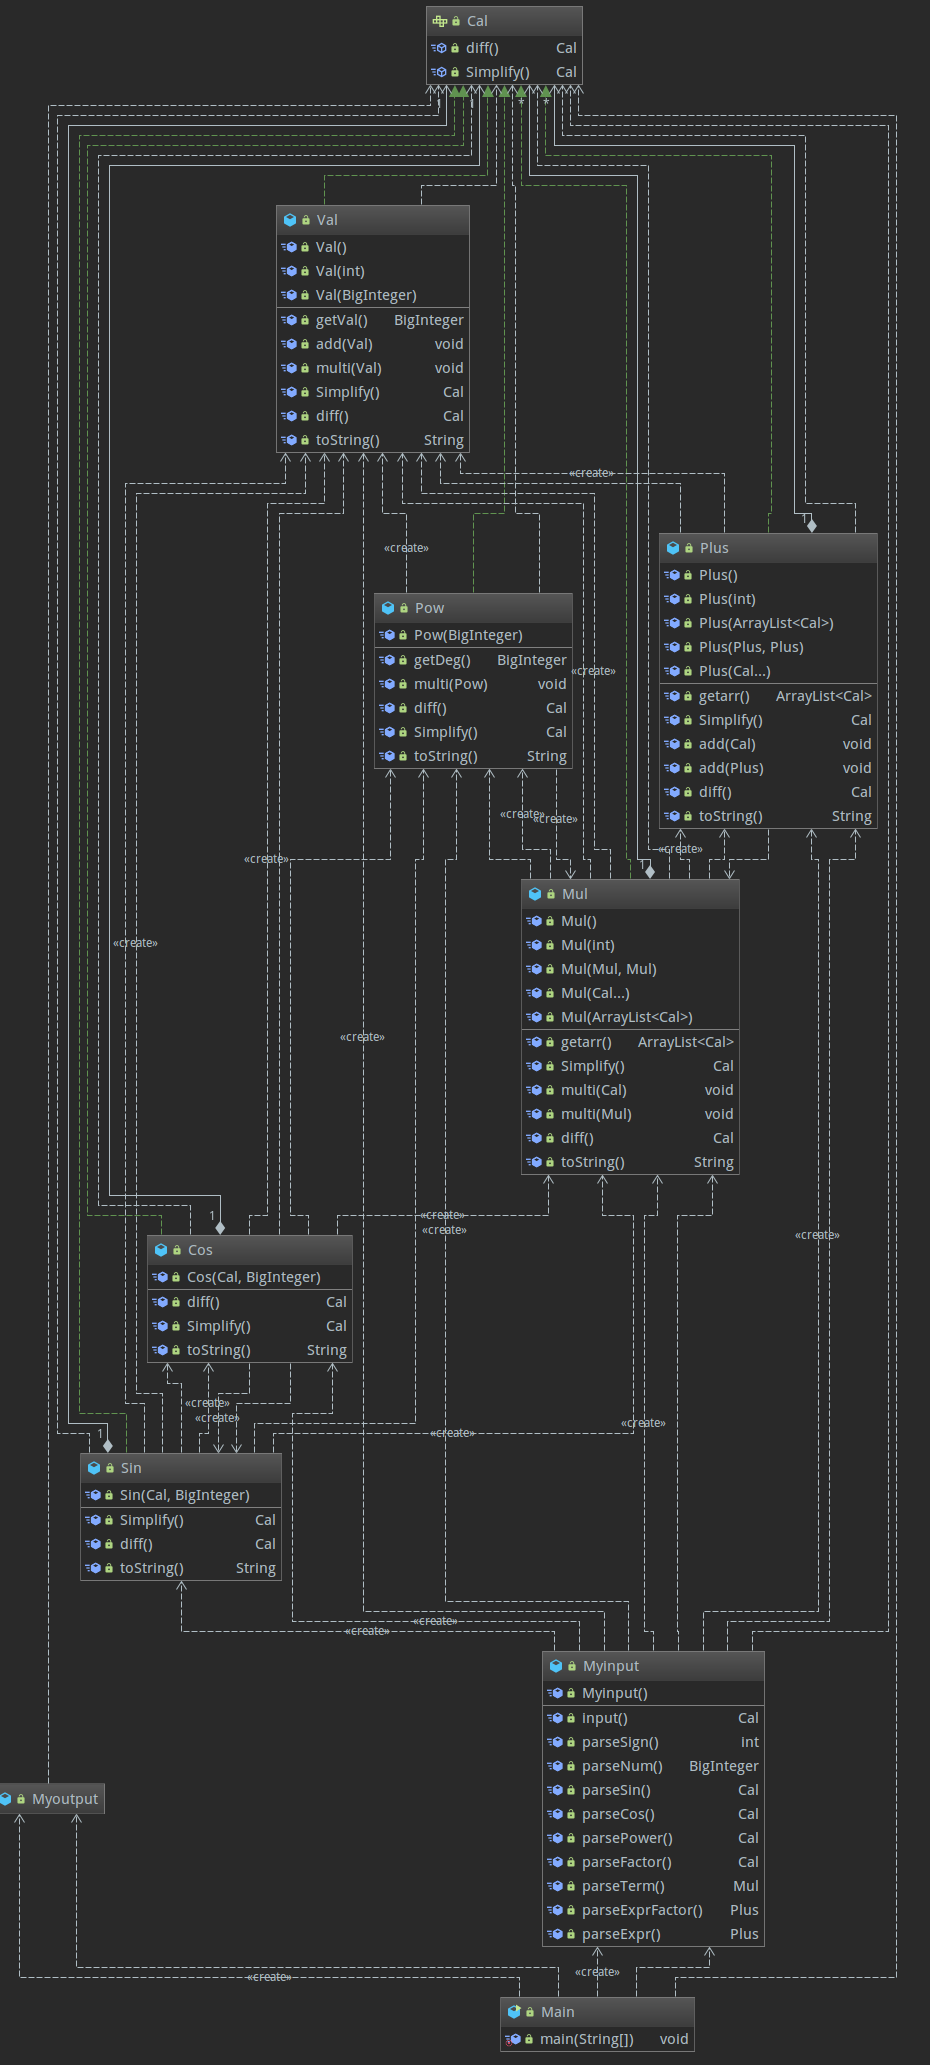 Cal
diff() Cal
Simplify() Cal
1
1
*
*
Val
Val()
Val(int)
Val(BigInteger)
getVal() BigInteger
add(Val) void
multi(Val) void
Simplify() Cal
diff() Cal
toString() String
«create»
1
Plus
Plus()
Plus(int)
Plus(ArrayList<Cal>)
Plus(Plus, Plus)
Plus(Cal...)
getarr() ArrayList<Cal>
Simplify() Cal
add(Cal) void
add(Plus) void
diff() Cal
toString() String
«create»
Pow
Pow(BigInteger)
getDeg() BigInteger
multi(Pow) void
diff() Cal
Simplify() Cal
toString() String
«create»
«create»
«create»
«create»
«create»
1
Mul
Mul()
Mul(int)
Mul(Mul, Mul)
Mul(Cal...)
Mul(ArrayList<Cal>)
getarr() ArrayList<Cal>
Simplify() Cal
multi(Cal) void
multi(Mul) void
diff() Cal
toString() String
«create»
«create»
«create»
«create»
«create»
1
Cos
Cos(Cal, BigInteger)
diff() Cal
Simplify() Cal
toString() String
«create»
«create»
«create»
«create»
1
Sin
Sin(Cal, BigInteger)
Simplify() Cal
diff() Cal
toString() String
«create»
«create»
Myinput
Myinput()
input() Cal
parseSign() int
parseNum() BigInteger
parseSin() Cal
parseCos() Cal
parsePower() Cal
parseFactor() Cal
parseTerm() Mul
parseExprFactor() Plus
parseExpr() Plus
Myoutput
«create»
«create»
Main
main(String[]) void